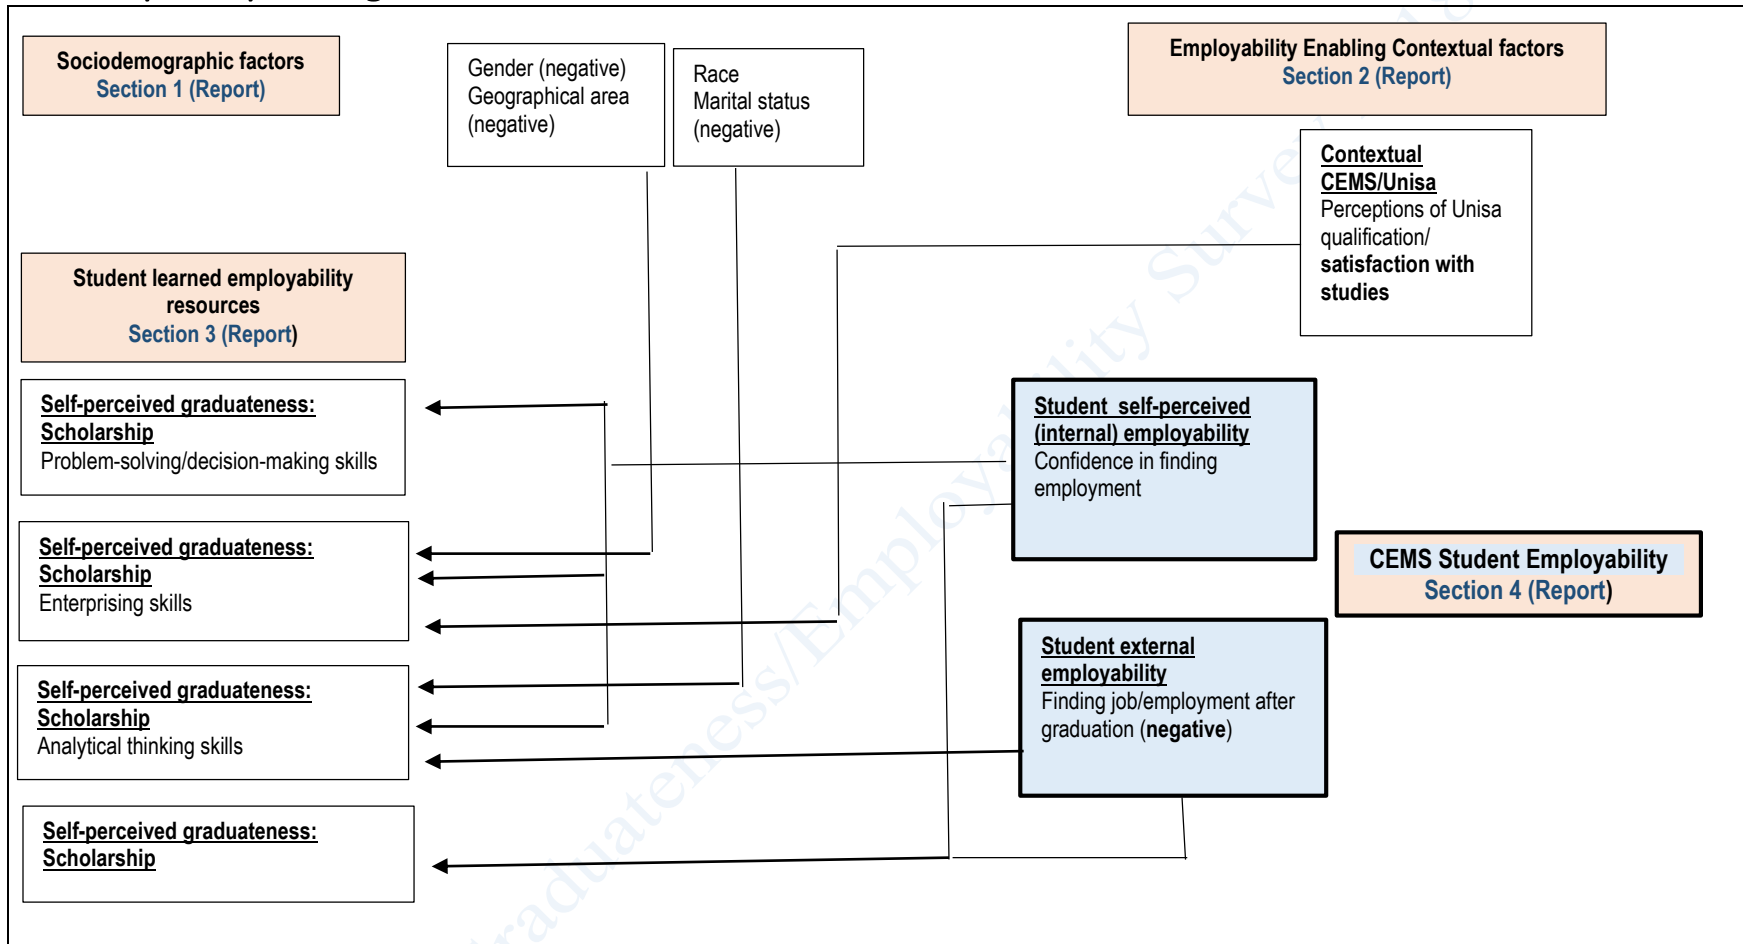 Sociodemographic factors
Section 1 (Report)
Gender (negative)
Geographical area
(negative)
Race
Marital status
(negative)
Employability Enabling Contextual factors
Section 2 (Report)
Contextual
CEMS/Unisa
Perceptions of Unisa
qualification/
satisfaction with
studies
Student learned employability
resources
Section 3 (Report)
Self-perceived graduateness:
Scholarship
Problem-solving/decision-making skills
Student  self-perceived
(internal) employability
Confidence in finding
employment
Self-perceived graduateness:
Scholarship
Enterprising skills
CEMS Student Employability
Section 4 (Report)
Student external
employability
Finding job/employment after
graduation (negative)
Self-perceived graduateness:
Scholarship
Analytical thinking skills
Self-perceived graduateness:
Scholarship
raduateness/Employability Survey